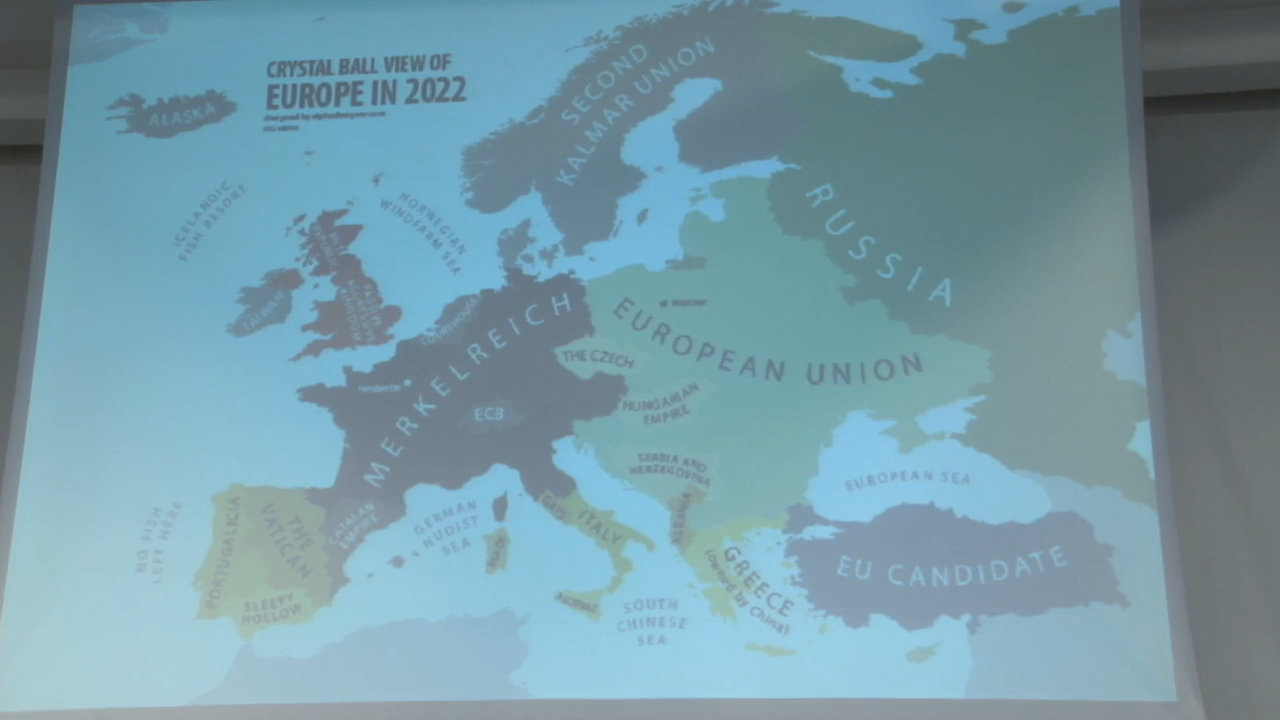 CRYSTAL BALL VIEW OF
EUROPE IN 2022
ALASKA
SECOND
KALMAR UNION
ICELANDIC
FISH RESORT
NORWEGIAN
WINDFARM SEA
RUSSIA
MERKELREICH
EUROPEAN UNION
THE CZECH
HUNGARIAN
EMPIRE
ECB
SERBIA AND
HERZEGOVINA
EUROPEAN SEA
NO FISH
LEFT HERE
PORTUGALICIA
THE
VATICAN
SLEEPY
HOLLOW
CATALAN
EMPIRE
GERMAN
NUDIST
SEA
ITALY
ALBANIA
GREECE
(owned by China)
SOUTH
CHINESE
SEA
EU CANDIDATE